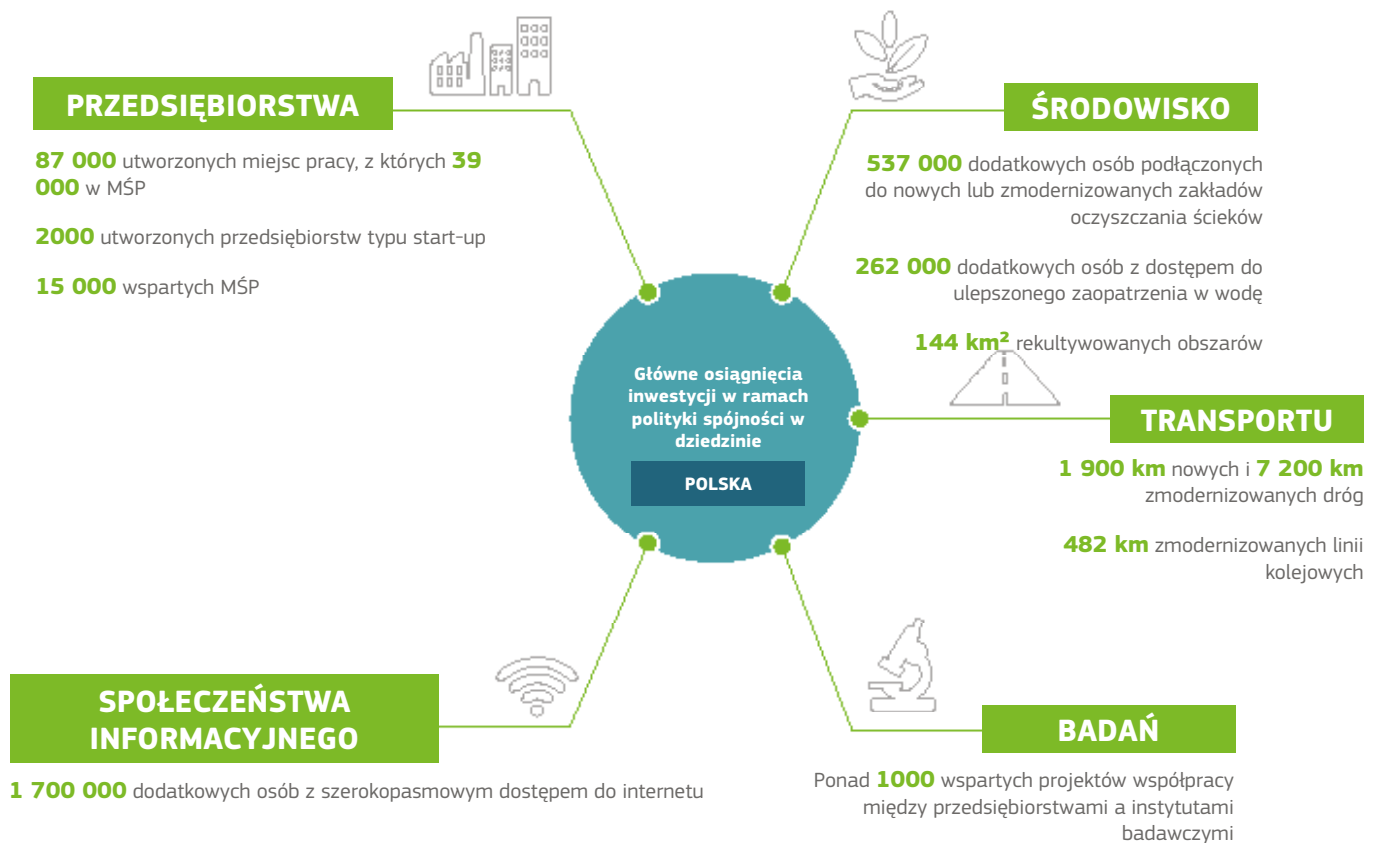 PRZEDSIĘBIORSTWA
87 000 utworzonych miejsc pracy, z których 39
000 w MŚP
2000 utworzonych przedsiębiorstw typu start-up
15 000 wspartych MŚP
ŚRODOWISKO
537 000 dodatkowych osób podłączonych
do nowych lub zmodernizowanych zakładów
oczyszczania ścieków
262 000 dodatkowych osób z dostępem do
ulepszonego zaopatrzenia w wodę
144 km² rekultywowanych obszarów
Główne osiągnięcia
inwestycji w ramach
polityki spójności w
dziedzinie
POLSKA
TRANSPORTU
1 900 km nowych i 7 200 km
zmodernizowanych dróg
482 km zmodernizowanych linii
kolejowych
SPOŁECZEŃSTWA
INFORMACYJNEGO
1 700 000 dodatkowych osób z szerokopasmowym dostępem do internetu
BADAŃ
Ponad 1000 wspartych projektów współpracy
między przedsiębiorstwami a instytutami
badawczymi